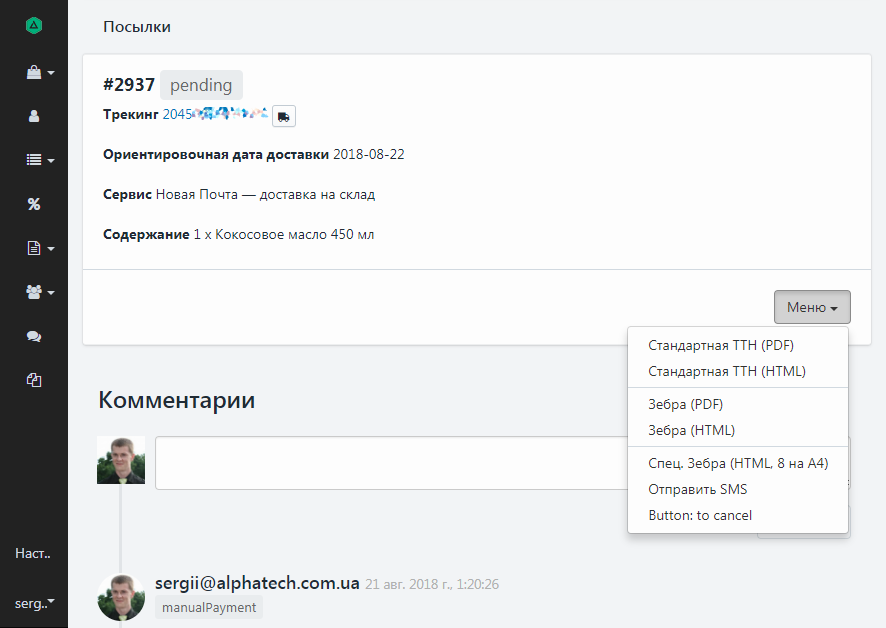 Посылки
#2937 pending
Трекинг 2045
Ориентировочная дата доставки 2018-08-22
Сервис Новая Почта — доставка на склад
Содержание 1 x Кокосовое масло 450 мл
Меню
Стандартная ТТН (PDF)
Стандартная ТТН (HTML)
Зебра (PDF)
Зебра (HTML)
Спец. Зебра (HTML, 8 на А4)
Отправить SMS
Button: to cancel
Комментарии
sergii@alphatech.com.ua 21 авг. 2018 г., 1:20:26
manualPayment
Наст..
serg..